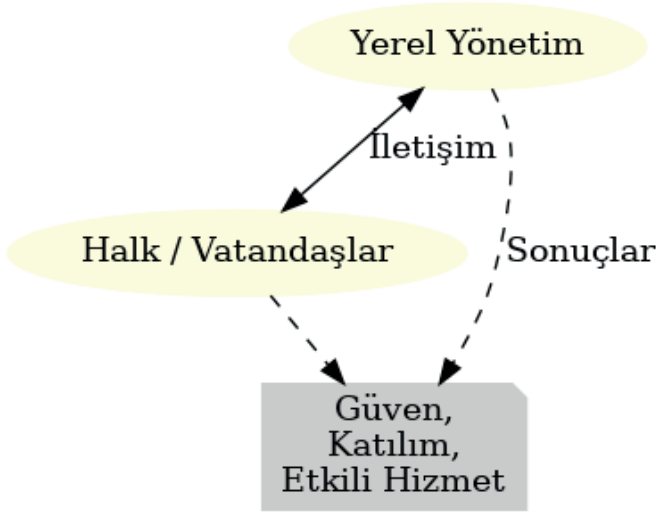 Yerel Yönetim
İletişim
Halk / Vatandaşlar
Sonuçlar
Güven,
Katılım,
Etkili Hizmet